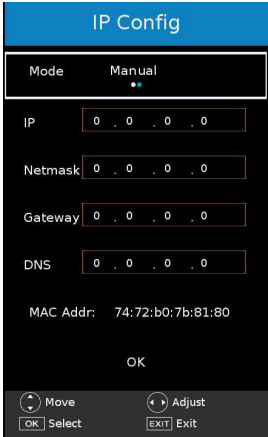 IP Config
Mode Manual
IP 0 . 0 . 0 . 0
Netmask 0 . 0 . 0 . 0
Gateway 0 . 0 . 0 . 0
DNS 0 . 0 . 0 . 0
MAC Addr: 74:72:b0:7b:81:80
OK
Move Adjust
OK Select EXIT Exit